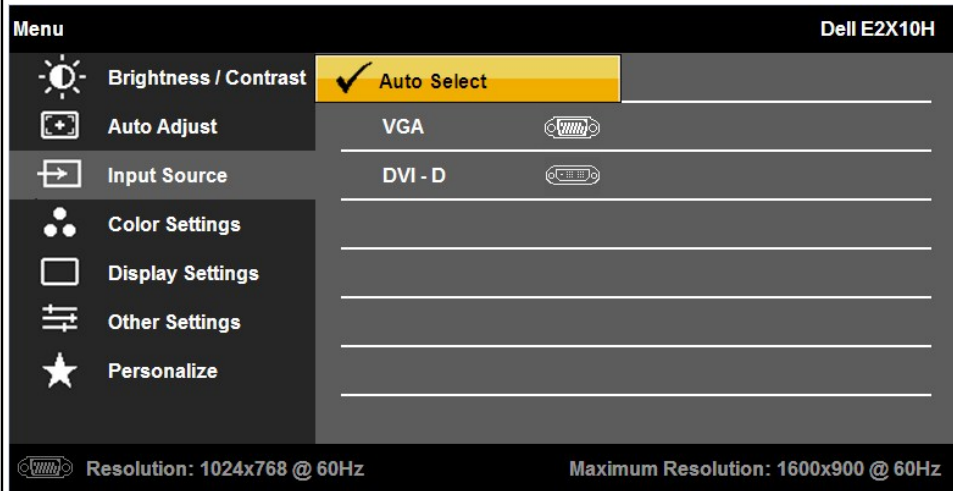 Menu Dell E2X10H
Brightness / Contrast Auto Select
Auto Adjust VGA
Input Source DVI - D
Color Settings
Display Settings
Other Settings
Personalize
Resolution: 1024x768 @ 60Hz Maximum Resolution: 1600x900 @ 60Hz